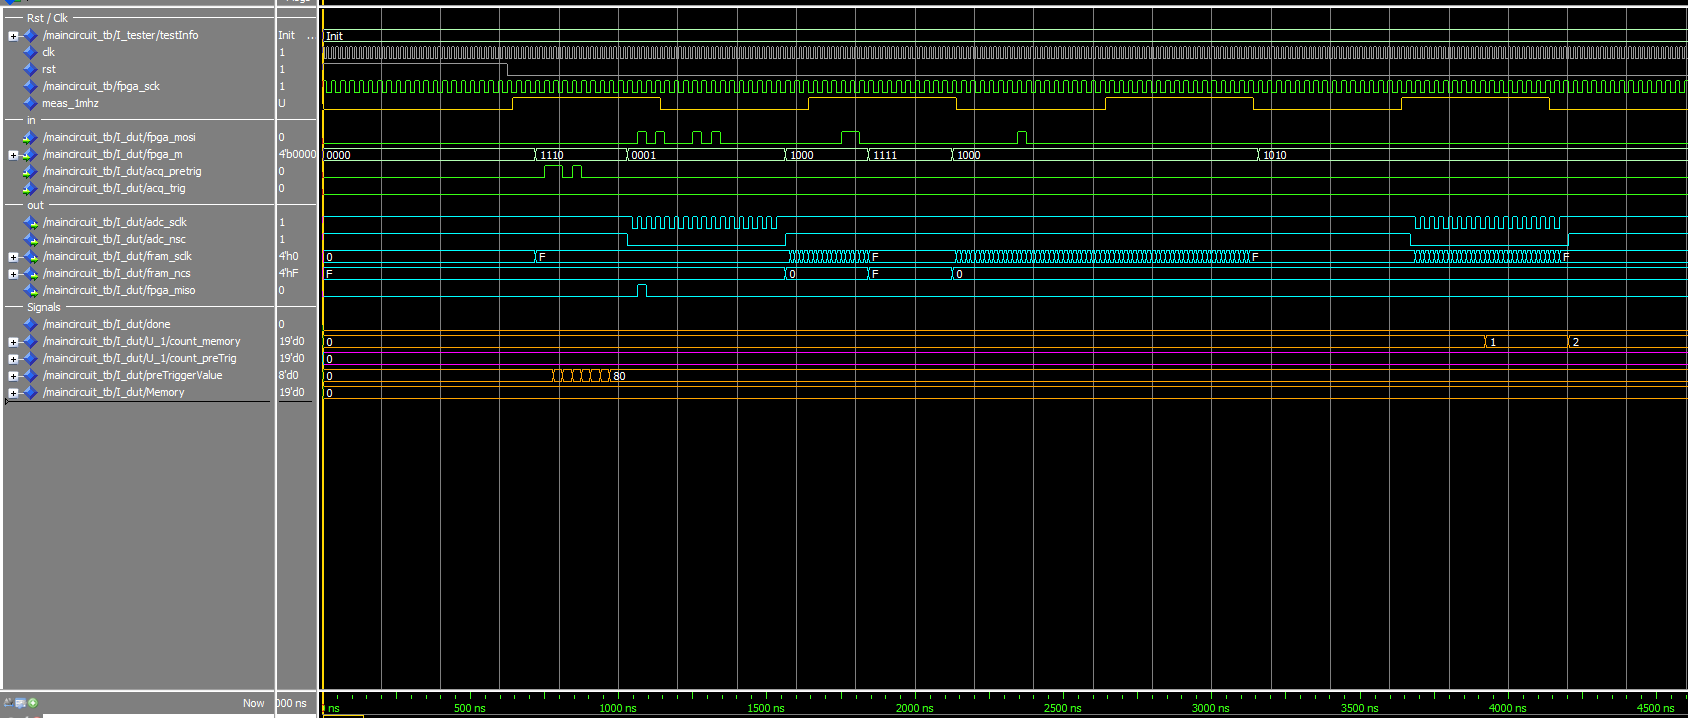 Rst / Clk
/maincircuit_tb/I_tester/testInfo Init .. Init
clk 1
rst 1
/maincircuit_tb/fpga_sck 1
meas_1mhz U
in
/maincircuit_tb/I_dut/fpga_mosi 0
/maincircuit_tb/I_dut/fpga_m 4'b0000 0000 1110 0001 1000 1111 1000 1010
/maincircuit_tb/I_dut/acq_pretrig 0
/maincircuit_tb/I_dut/acq_trig 0
out
/maincircuit_tb/I_dut/adc_sclk 1
/maincircuit_tb/I_dut/adc_nsc 1
/maincircuit_tb/I_dut/fram_sclk 4'h0 0 F F F F
/maincircuit_tb/I_dut/fram_ncs 4'hF F 0 F 0
/maincircuit_tb/I_dut/fpga_miso 0
Signals
/maincircuit_tb/I_dut/done 0
/maincircuit_tb/I_dut/U_1/count_memory 19'd0 0 1 2
/maincircuit_tb/I_dut/U_1/count_preTrig 19'd0 0
/maincircuit_tb/I_dut/preTriggerValue 8'd0 0 80
/maincircuit_tb/I_dut/Memory 19'd0 0
Now 000 ns ns 500 ns 1000 ns 1500 ns 2000 ns 2500 ns 3000 ns 3500 ns 4000 ns 4500 ns